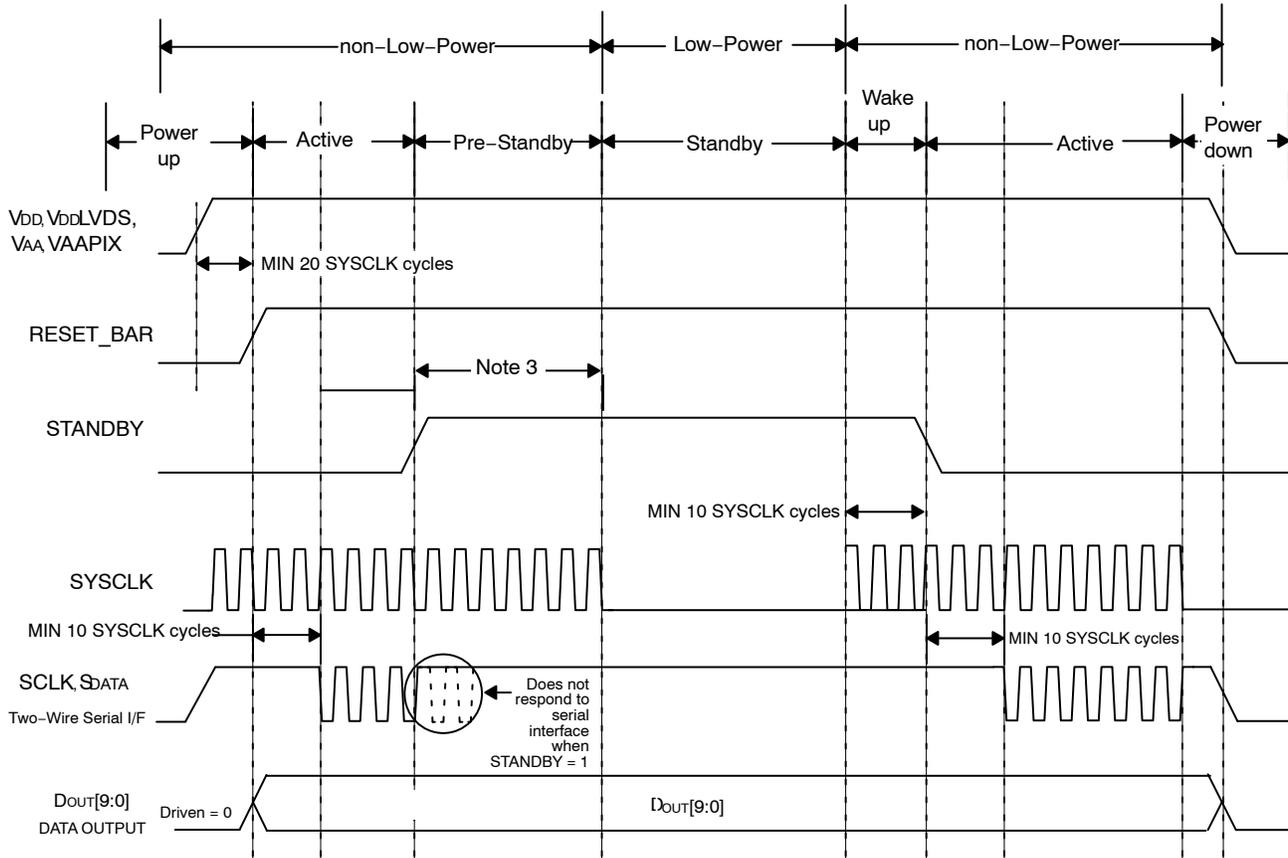 non−Low−Power
Low−Power
non−Low−Power
Power
up
Active
Pre−Standby
Standby
Wake
up
Active
Power
down
VDD, VDDLVDS,
VAA, VAAPIX
MIN 20 SYSCLK cycles
RESET_BAR
Note 3
STANDBY
MIN 10 SYSCLK cycles
SYSCLK
MIN 10 SYSCLK cycles
MIN 10 SYSCLK cycles
SCLK, SDATA
Two−Wire Serial I/F
Does not
respond to
serial
interface
when
STANDBY = 1
DOUT[9:0]
DATA OUTPUT
Driven = 0
DOUT[9:0]